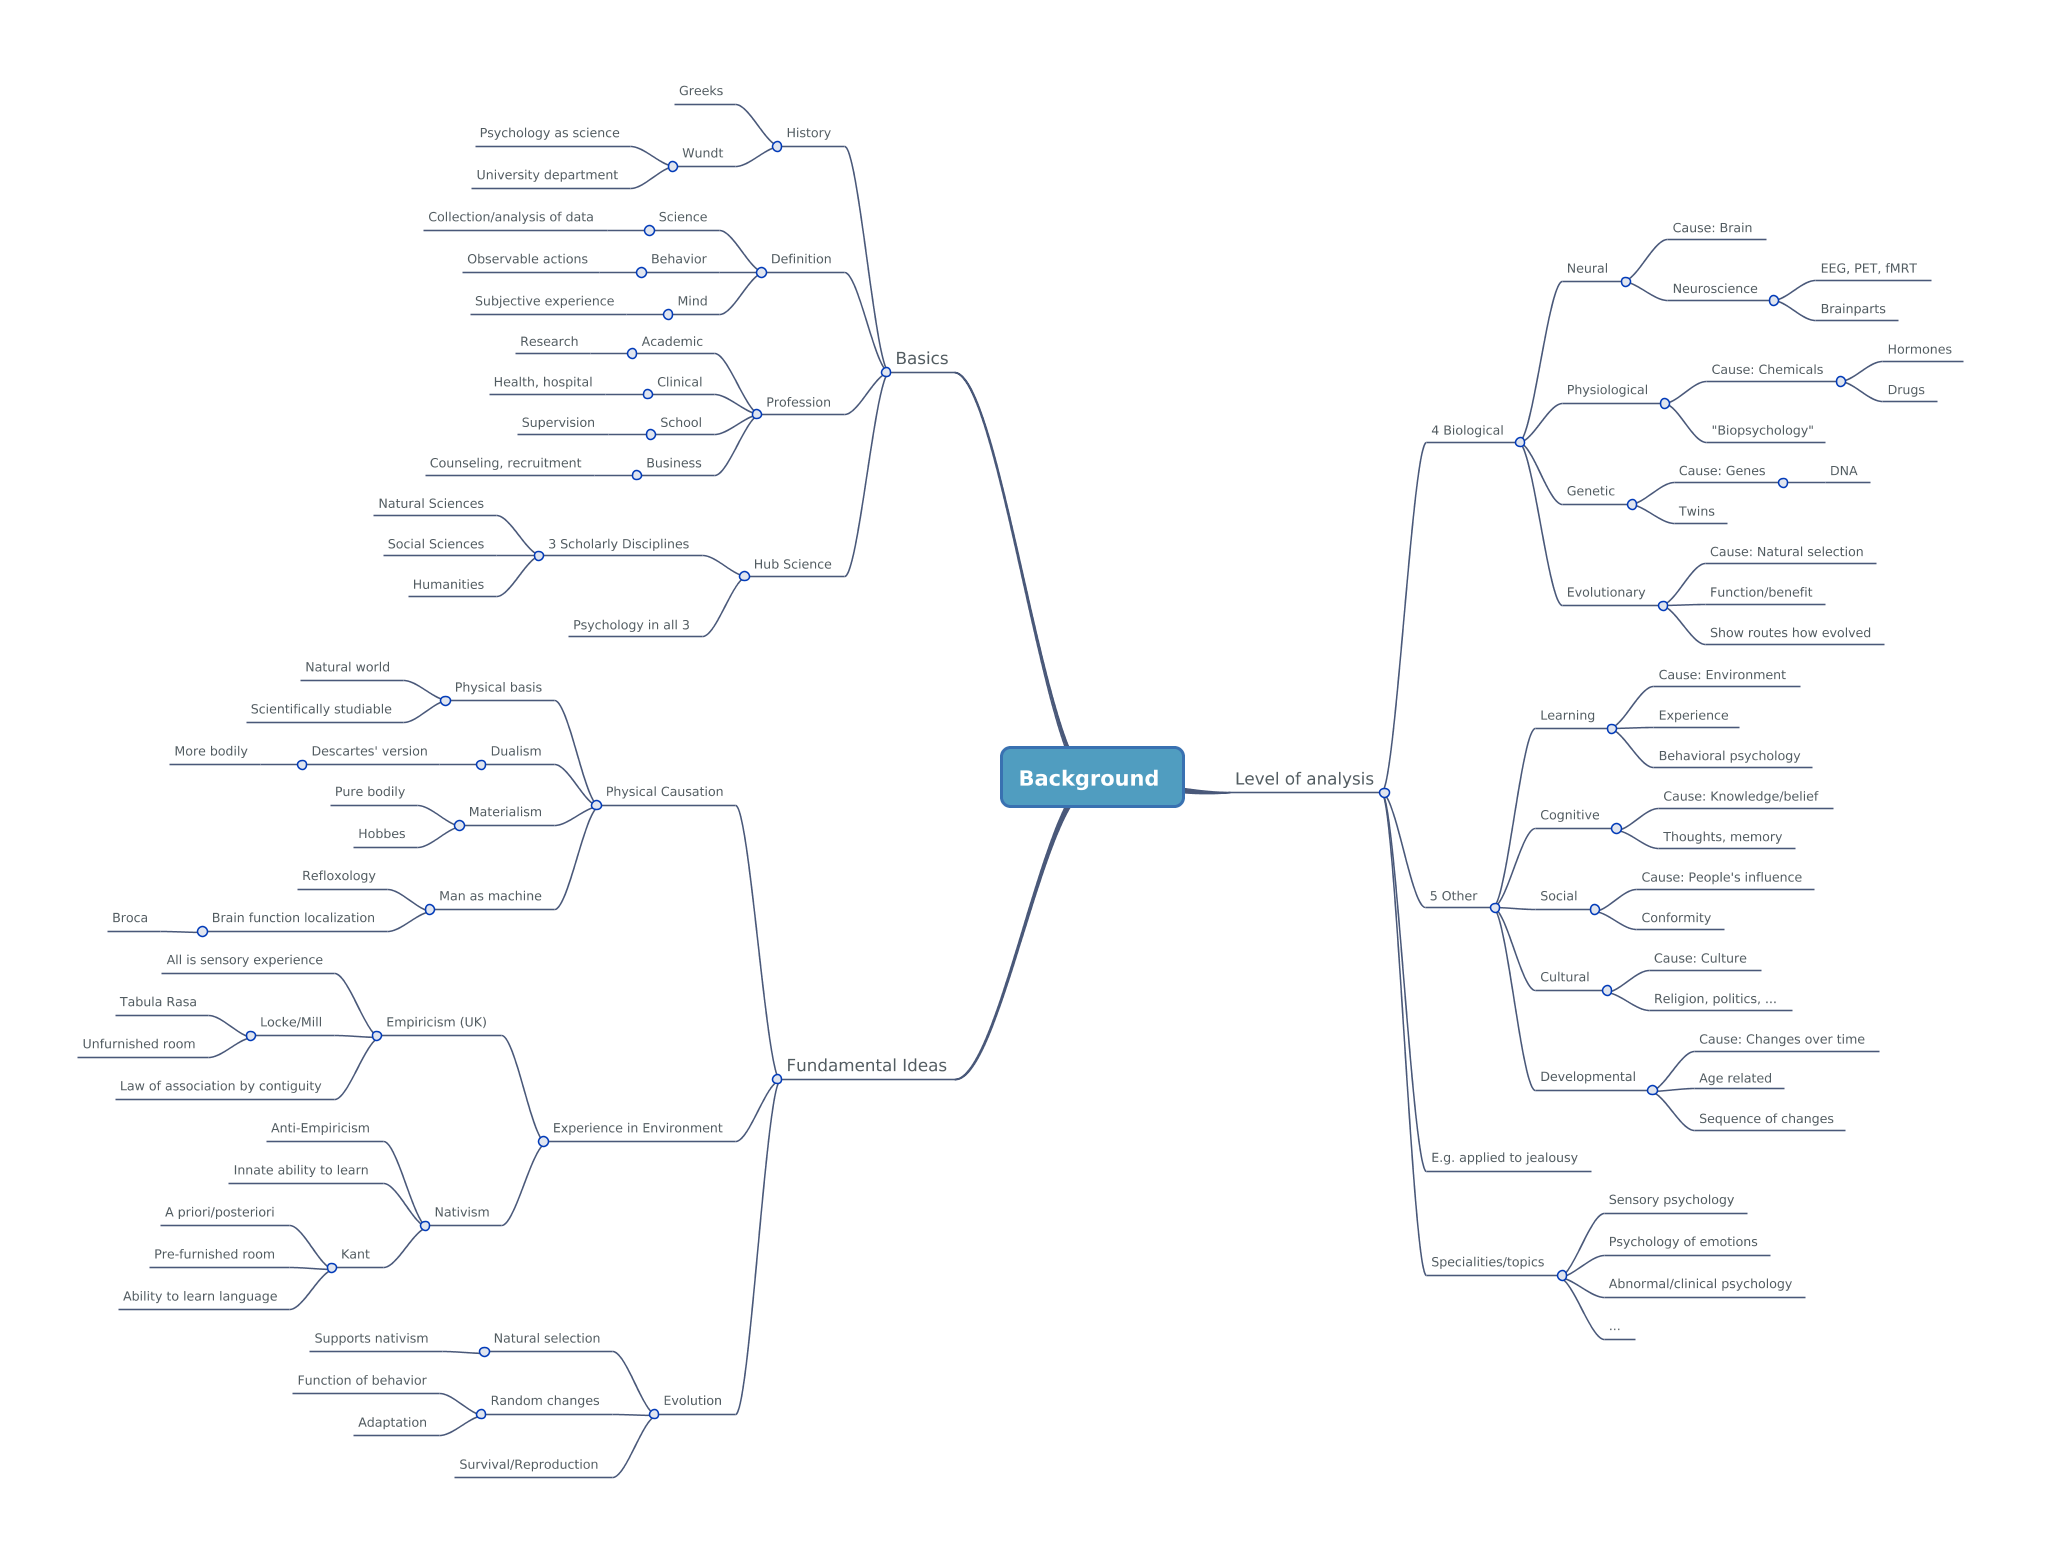 Background
Basics
History
Greeks
Wundt
Psychology as science
University department
Definition
Science
Collection/analysis of data
Behavior
Observable actions
Mind
Subjective experience
Profession
Academic
Research
Clinical
Health, hospital
School
Supervision
Business
Counseling, recruitment
Hub Science
3 Scholarly Disciplines
Natural Sciences
Social Sciences
Humanities
Psychology in all 3
Fundamental Ideas
Physical Causation
Physical basis
Natural world
Scientifically studiable
Dualism
Descartes' version
More bodily
Materialism
Pure bodily
Hobbes
Man as machine
Refloxology
Brain function localization
Broca
Experience in Environment
Empiricism (UK)
All is sensory experience
Locke/Mill
Tabula Rasa
Unfurnished room
Law of association by contiguity
Nativism
Anti-Empiricism
Innate ability to learn
Kant
A priori/posteriori
Pre-furnished room
Ability to learn language
Evolution
Natural selection
Supports nativism
Random changes
Function of behavior
Adaptation
Survival/Reproduction
Level of analysis
4 Biological
Neural
Cause: Brain
Neuroscience
EEG, PET, fMRT
Brainparts
Physiological
Cause: Chemicals
Hormones
Drugs
"Biopsychology"
Genetic
Cause: Genes
DNA
Twins
Evolutionary
Cause: Natural selection
Function/benefit
Show routes how evolved
5 Other
Learning
Cause: Environment
Experience
Behavioral psychology
Cognitive
Cause: Knowledge/belief
Thoughts, memory
Social
Cause: People's influence
Conformity
Cultural
Cause: Culture
Religion, politics, ...
Developmental
Cause: Changes over time
Age related
Sequence of changes
E.g. applied to jealousy
Specialities/topics
Sensory psychology
Psychology of emotions
Abnormal/clinical psychology
...